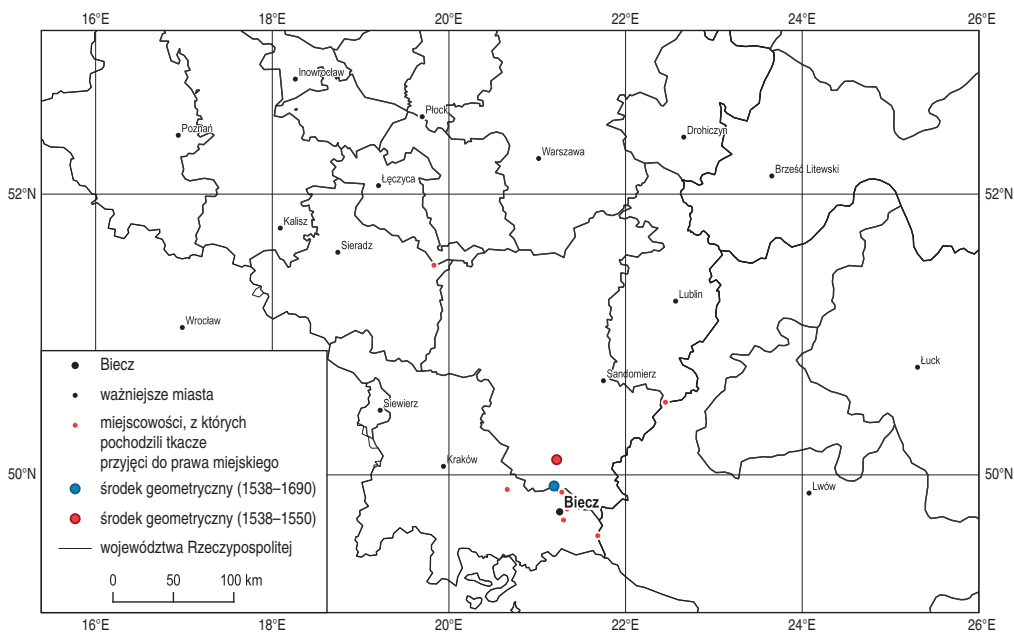 16°E 18°E 20°E 22°E 24°E 26°E
Inowrocław
Płock
Poznań
Drohiczyn
Warszawa
Brześć Litewski
Łęczyca
52°N 52°N
Kalisz
Sieradz
Lublin
Wrocław
Łuck
Sandomierz
Siewierz
Kraków
50°N 50°N
Lwów
Biecz
Biecz
ważniejsze miasta
miejscowości, z których
pochodzili tkacze
przyjęci do prawa miejskiego
środek geometryczny (1538–1690)
środek geometryczny (1538–1550)
województwa Rzeczypospolitej
0 50 100 km
16°E 18°E 20°E 22°E 24°E 26°E